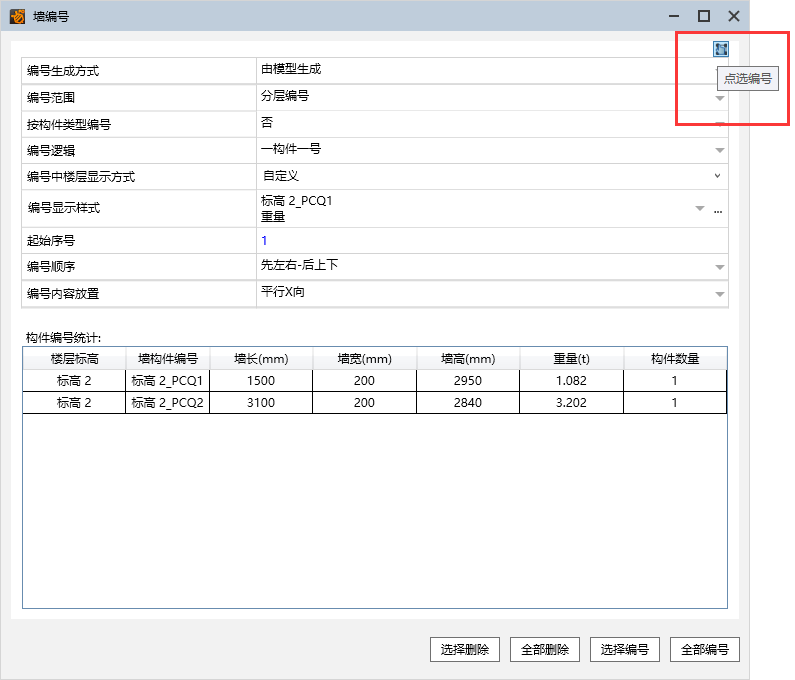 墙编号
点选编号
编号生成方式 由模型生成
编号范围 分层编号
按构件类型编号 否
编号逻辑 一构件一号
编号中楼层显示方式 自定义
编号显示样式 标高 2_PCQ1
重量
...
起始序号 1
编号顺序 先左右-后上下
编号内容放置 平行X向
构件编号统计:
楼层标高 墙构件编号 墙长(mm) 墙宽(mm) 墙高(mm) 重量(t) 构件数量
标高 2 标高 2_PCQ1 1500 200 2950 1.082 1
标高 2 标高 2_PCQ2 3100 200 2840 3.202 1
选择删除 全部删除 选择编号 全部编号